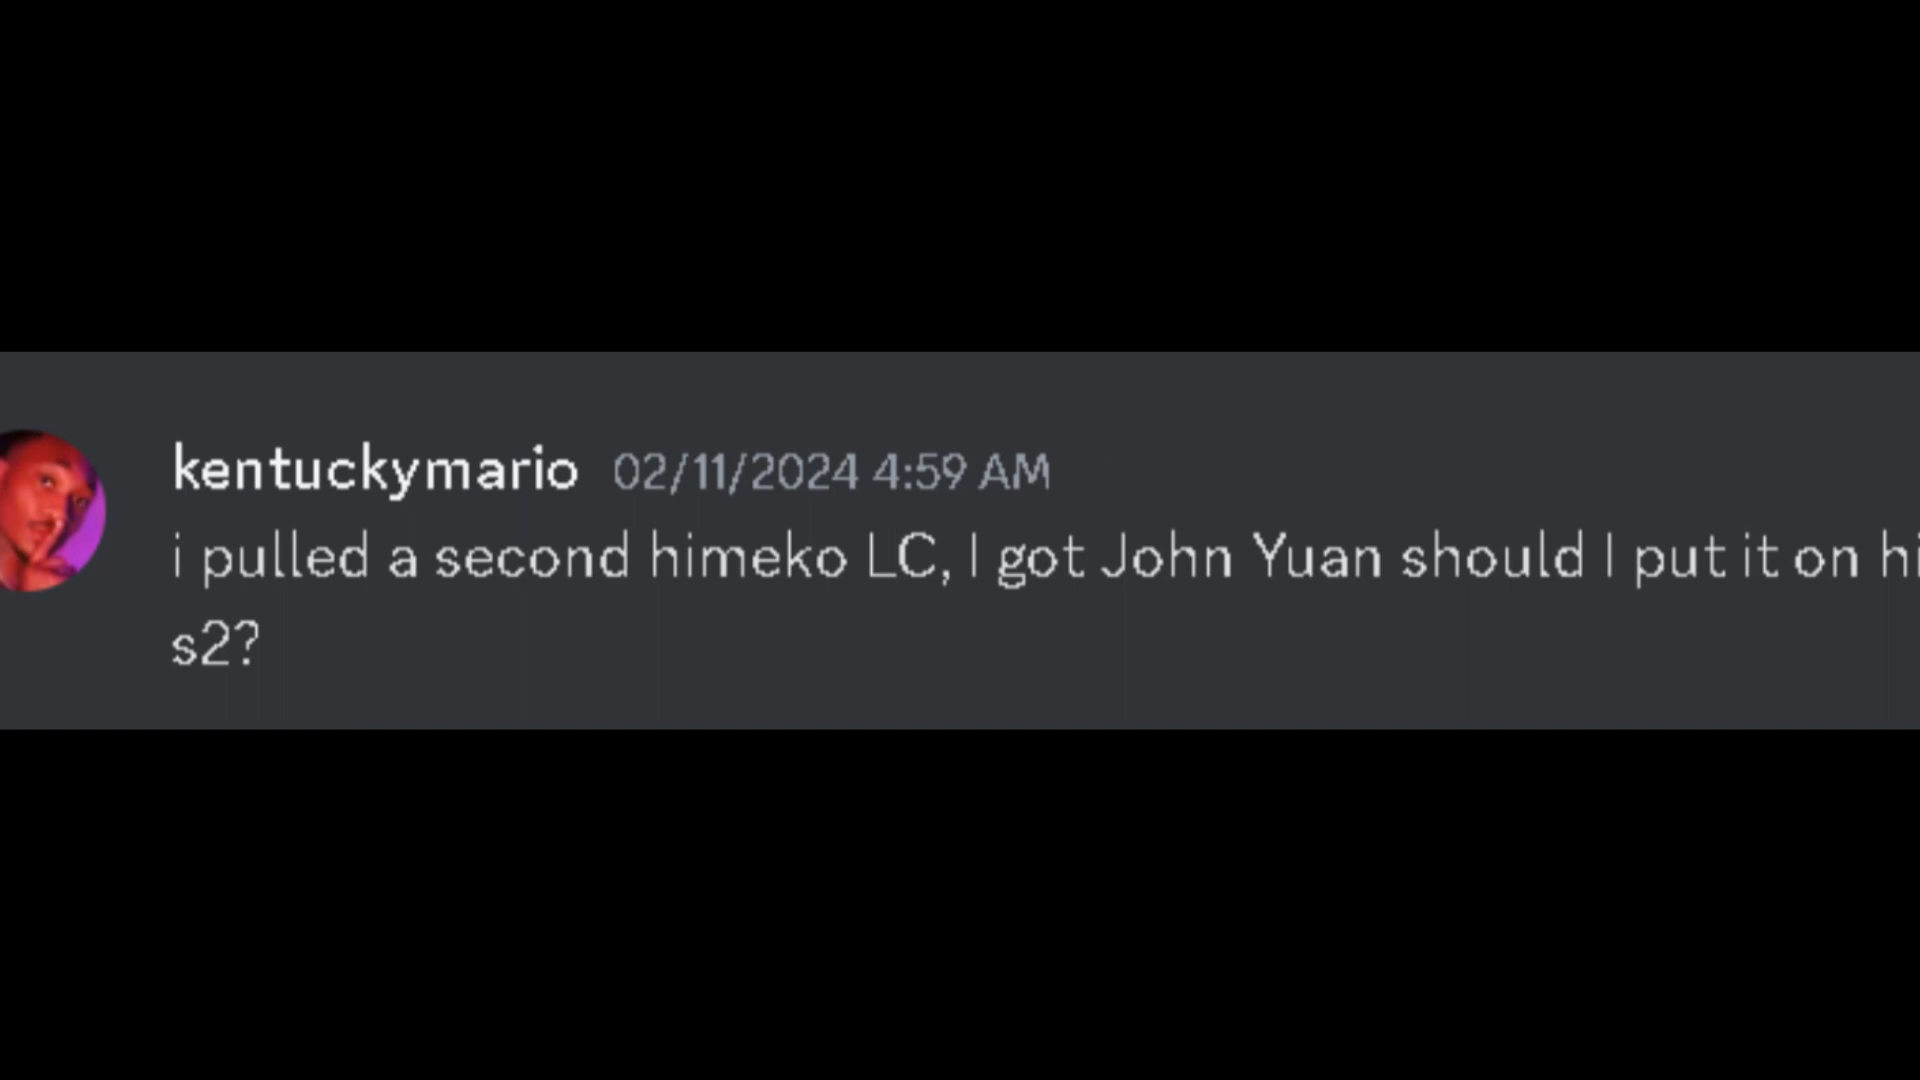 kentuckymario 02/11/2024 4:59 AM
i pulled a second himeko LC, I got John Yuan should I put it on hi
s2?